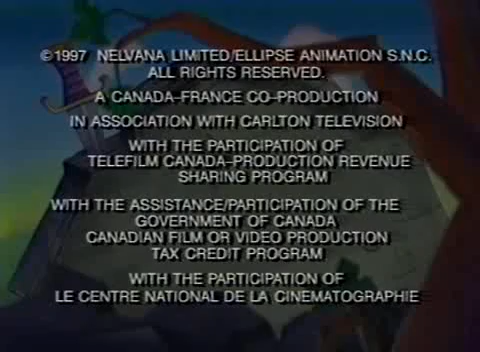 ©1997 NELVANA LIMITED/ELLIPSE ANIMATION S.N.C.
ALL RIGHTS RESERVED.
A CANADA-FRANCE CO-PRODUCTION
IN ASSOCIATION WITH CARLTON TELEVISION
WITH THE PARTICIPATION OF
TELEFILM CANADA-PRODUCTION REVENUE
SHARING PROGRAM
WITH THE ASSISTANCE/PARTICIPATION OF THE
GOVERNMENT OF CANADA
CANADIAN FILM OR VIDEO PRODUCTION
TAX CREDIT PROGRAM
WITH THE PARTICIPATION OF
LE CENTRE NATIONAL DE LA CINEMATOGRAPHIE